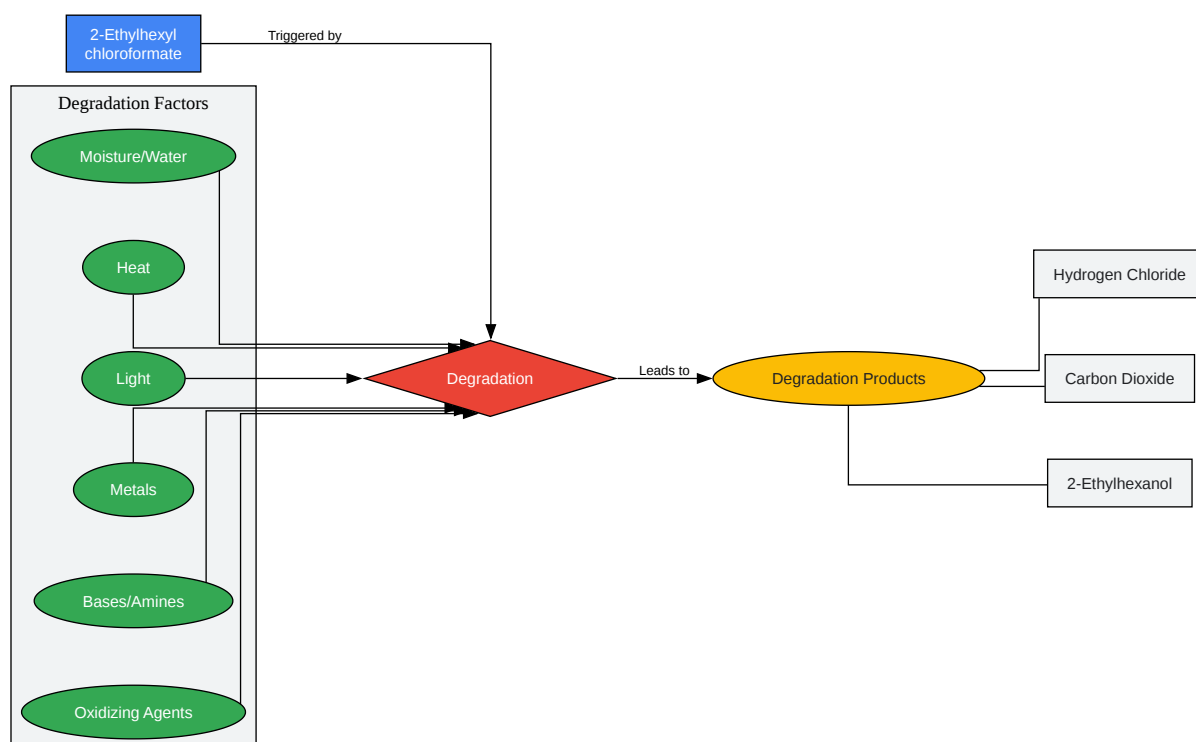 2-Ethylhexyl
chloroformate
Triggered by
Degradation Factors
Moisture/Water
Heat
Light
Metals
Bases/Amines
Oxidizing Agents
Degradation
Leads to
Degradation Products
Hydrogen Chloride
Carbon Dioxide
2-Ethylhexanol